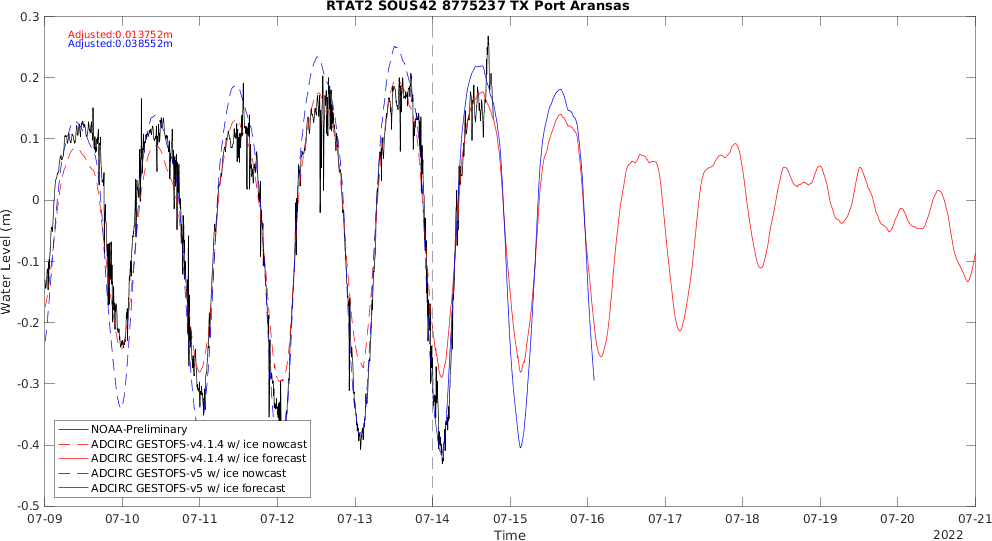 RTAT2 SOUS42 8775237 TX Port Aransas
Adjusted:0.013752m
Adjusted:0.038552m
0.3
0.2
0.1
0
-0.1
-0.2
-0.3
-0.4
-0.5
Water Level (m)
NOAA-Preliminary
ADCIRC GESTOFS-v4.1.4 w/ ice nowcast
ADCIRC GESTOFS-v4.1.4 w/ ice forecast
ADCIRC GESTOFS-v5 w/ ice nowcast
ADCIRC GESTOFS-v5 w/ ice forecast
07-09 07-10 07-11 07-12 07-13 07-14 07-15 07-16 07-17 07-18 07-19 07-20 07-21
Time
2022